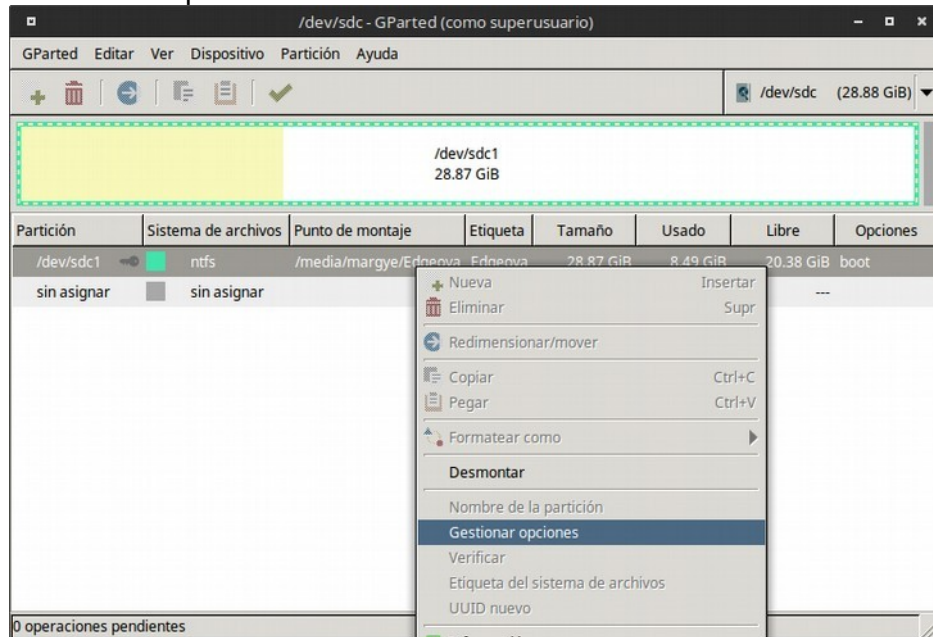 /dev/sdc - GParted (como superusuario)
GParted Editar Ver Dispositivo Partición Ayuda
/dev/sdc (28.88 GiB)
/dev/sdc1
28.87 GiB
Partición Sistema de archivos Punto de montaje Etiqueta Tamaño Usado Libre Opciones
/dev/sdc1 ntfs /media/margye/Edgeova Edgeova 28.87 GiB 8.49 GiB 20.38 GiB boot
sin asignar sin asignar ---
Nueva Insertar
Eliminar Supr
Redimensionar/mover
Copiar Ctrl+C
Pegar Ctrl+V
Formatear como
Desmontar
Nombre de la partición
Gestionar opciones
Verificar
Etiqueta del sistema de archivos
UUID nuevo
0 operaciones pendientes